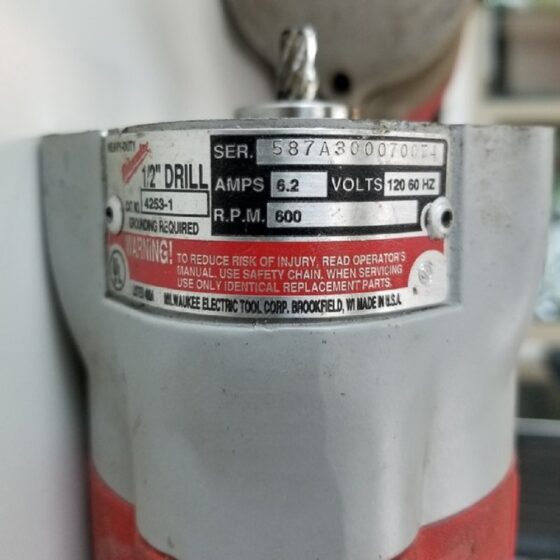 HEAVY-DUTY
Milwaukee
1/2" DRILL
CAT. NO. 4253-1
GROUNDING REQUIRED
SER. 587A300070074
AMPS 6.2 VOLTS 120 60 HZ
R.P.M. 600
WARNING! TO REDUCE RISK OF INJURY, READ OPERATOR'S
MANUAL. USE SAFETY CHAIN. WHEN SERVICING
USE ONLY IDENTICAL REPLACEMENT PARTS.
UL
MILWAUKEE ELECTRIC TOOL CORP. BROOKFIELD, WI MADE IN U.S.A.